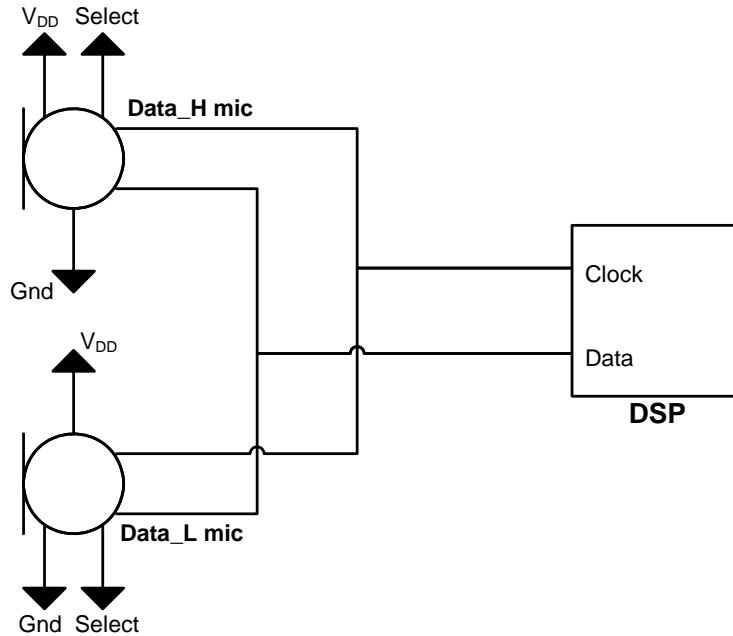 VDD Select
Data_H mic
Gnd
Clock
VDD
Data
DSP
Data_L mic
Gnd Select